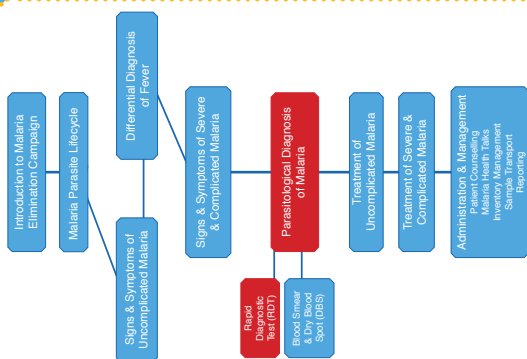 Introduction to Malaria
Elimination Campaign
Malaria Parasite Lifecycle
Signs & Symptoms of
Uncomplicated Malaria
Differential Diagnosis
of Fever
Signs & Symptoms of Severe
& Complicated Malaria
Parasitological Diagnosis
of Malaria
Rapid
Diagnostic
Test (RDT)
Blood Smear
& Dry Blood
Spot (DBS)
Treatment of
Uncomplicated Malaria
Treatment of Severe &
Complicated Malaria
Administration & Management
Patient Counselling
Malaria Health Talks
Inventory Management
Sample Transport
Reporting